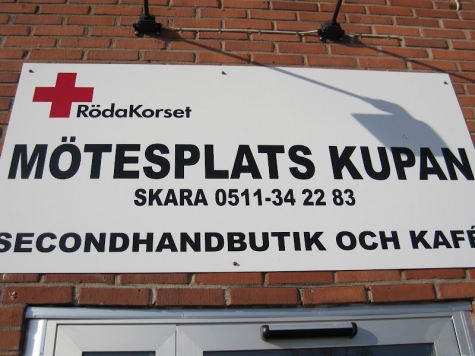 RödaKorset
MÖTESPLATS KUPAN
SKARA 0511-34 22 83
SECONDHANDBUTIK OCH KAFÉ